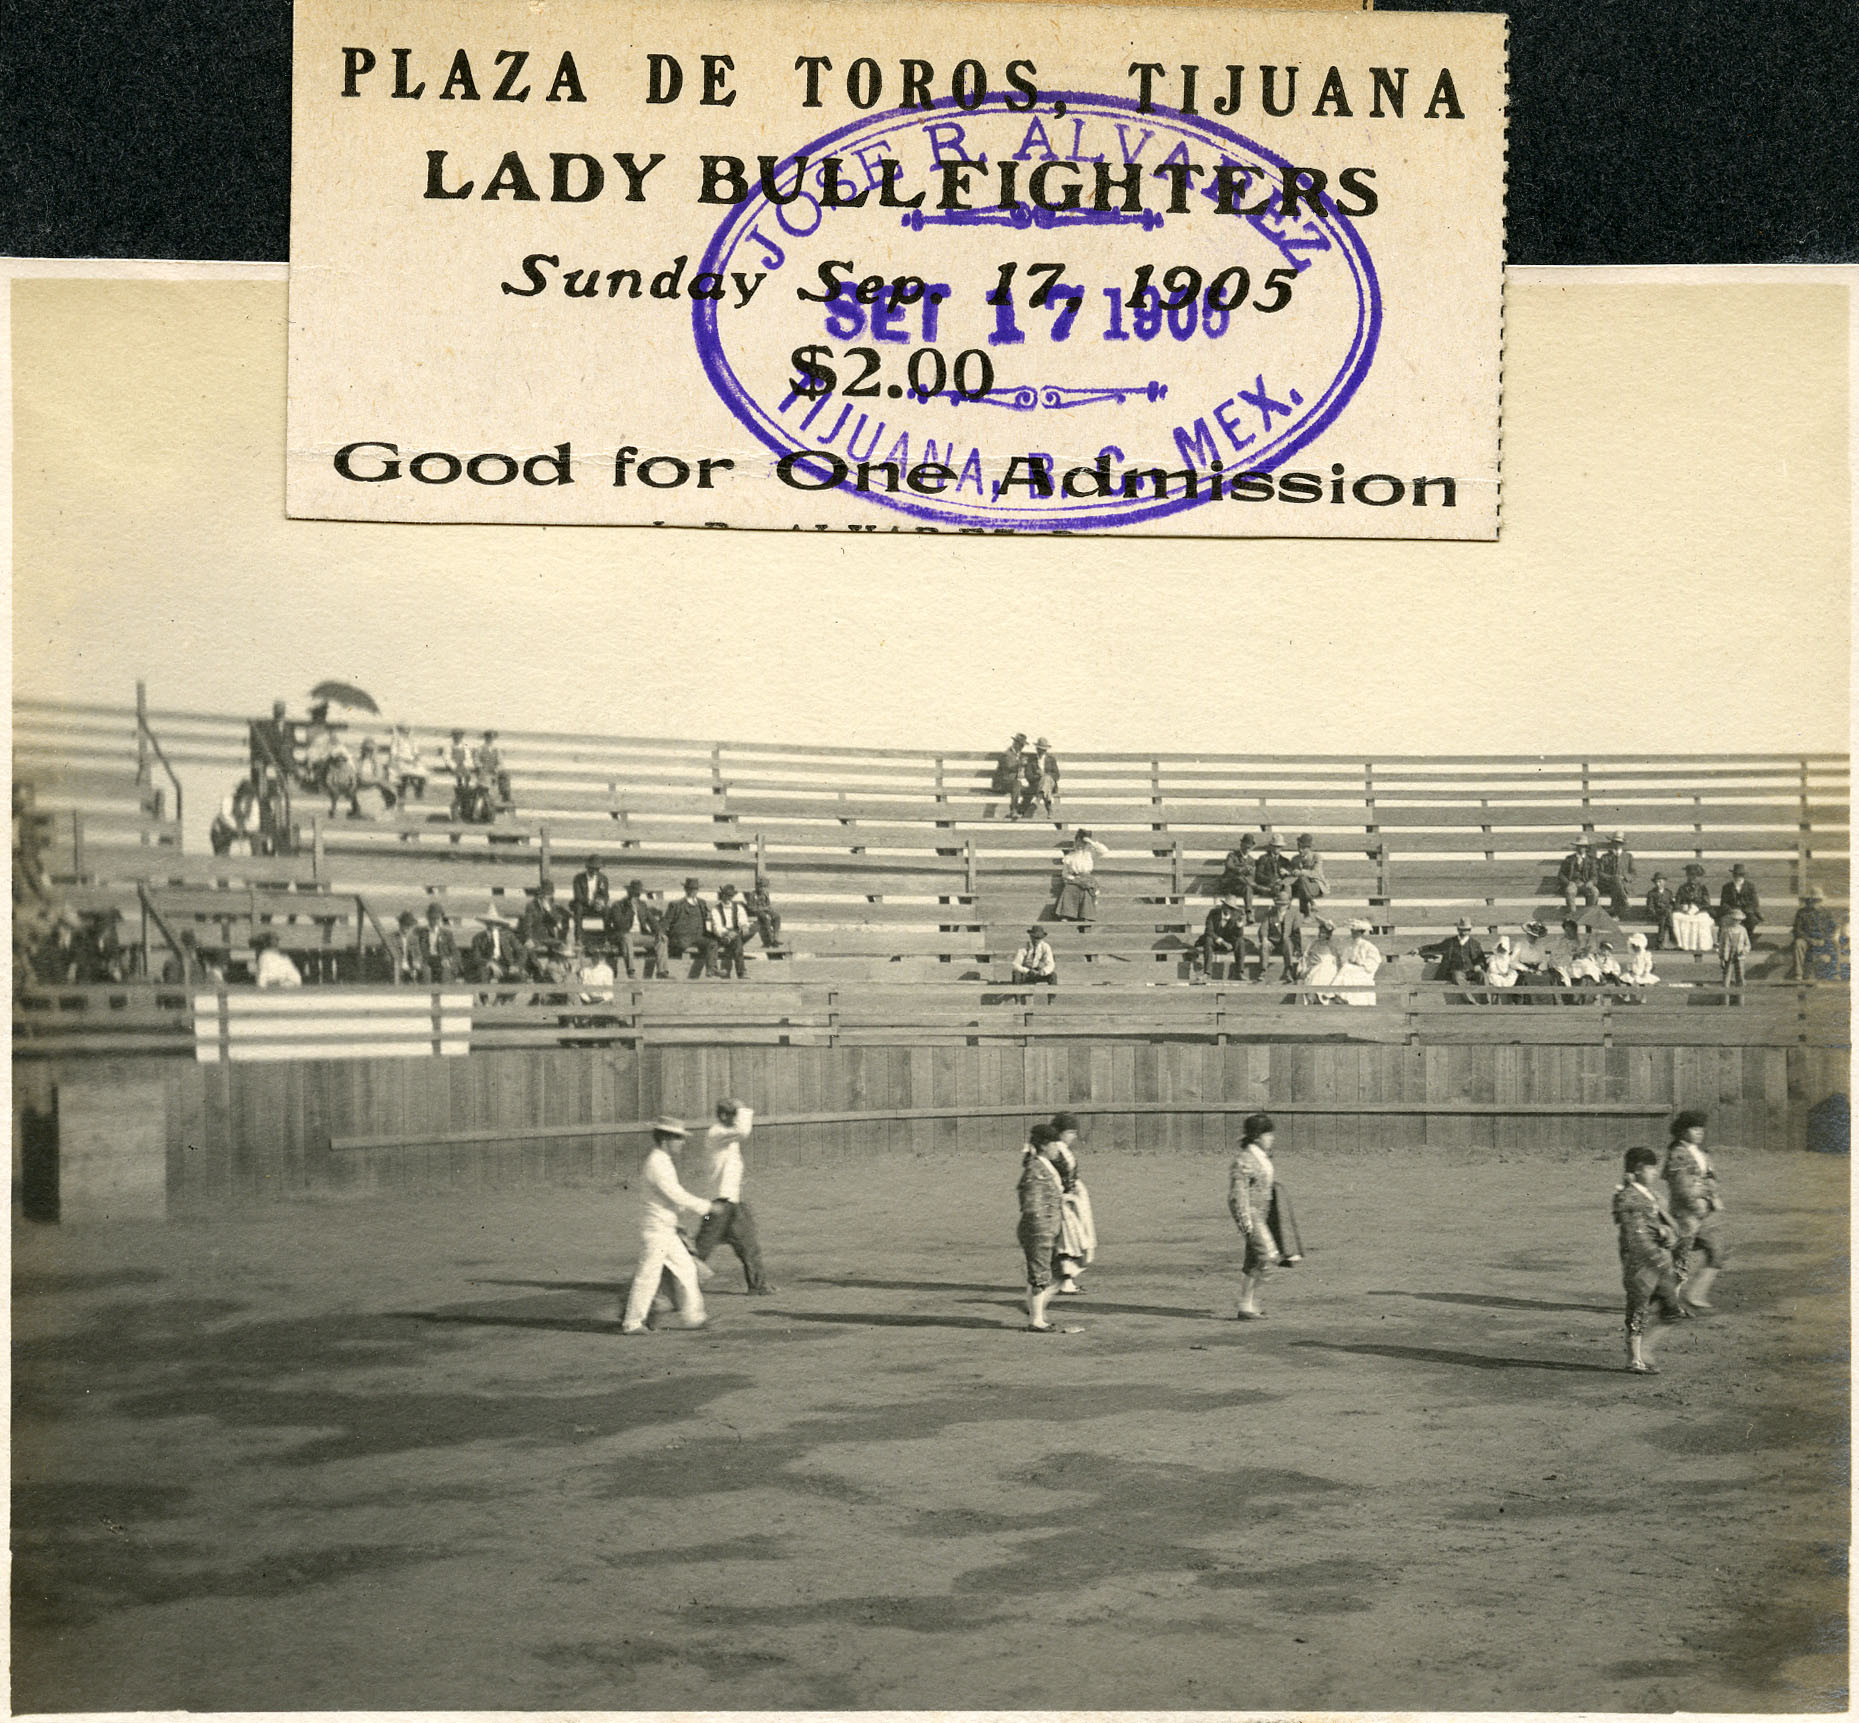 PLAZA DE TOROS, TIJUANA
LADY BULLFIGHTERS
Sunday Sep. 17, 1905
$2.00
Good for One Admission
JOSE R. ALVAREZ
SET 17 1905
TIJUANA, B. C. MEX.